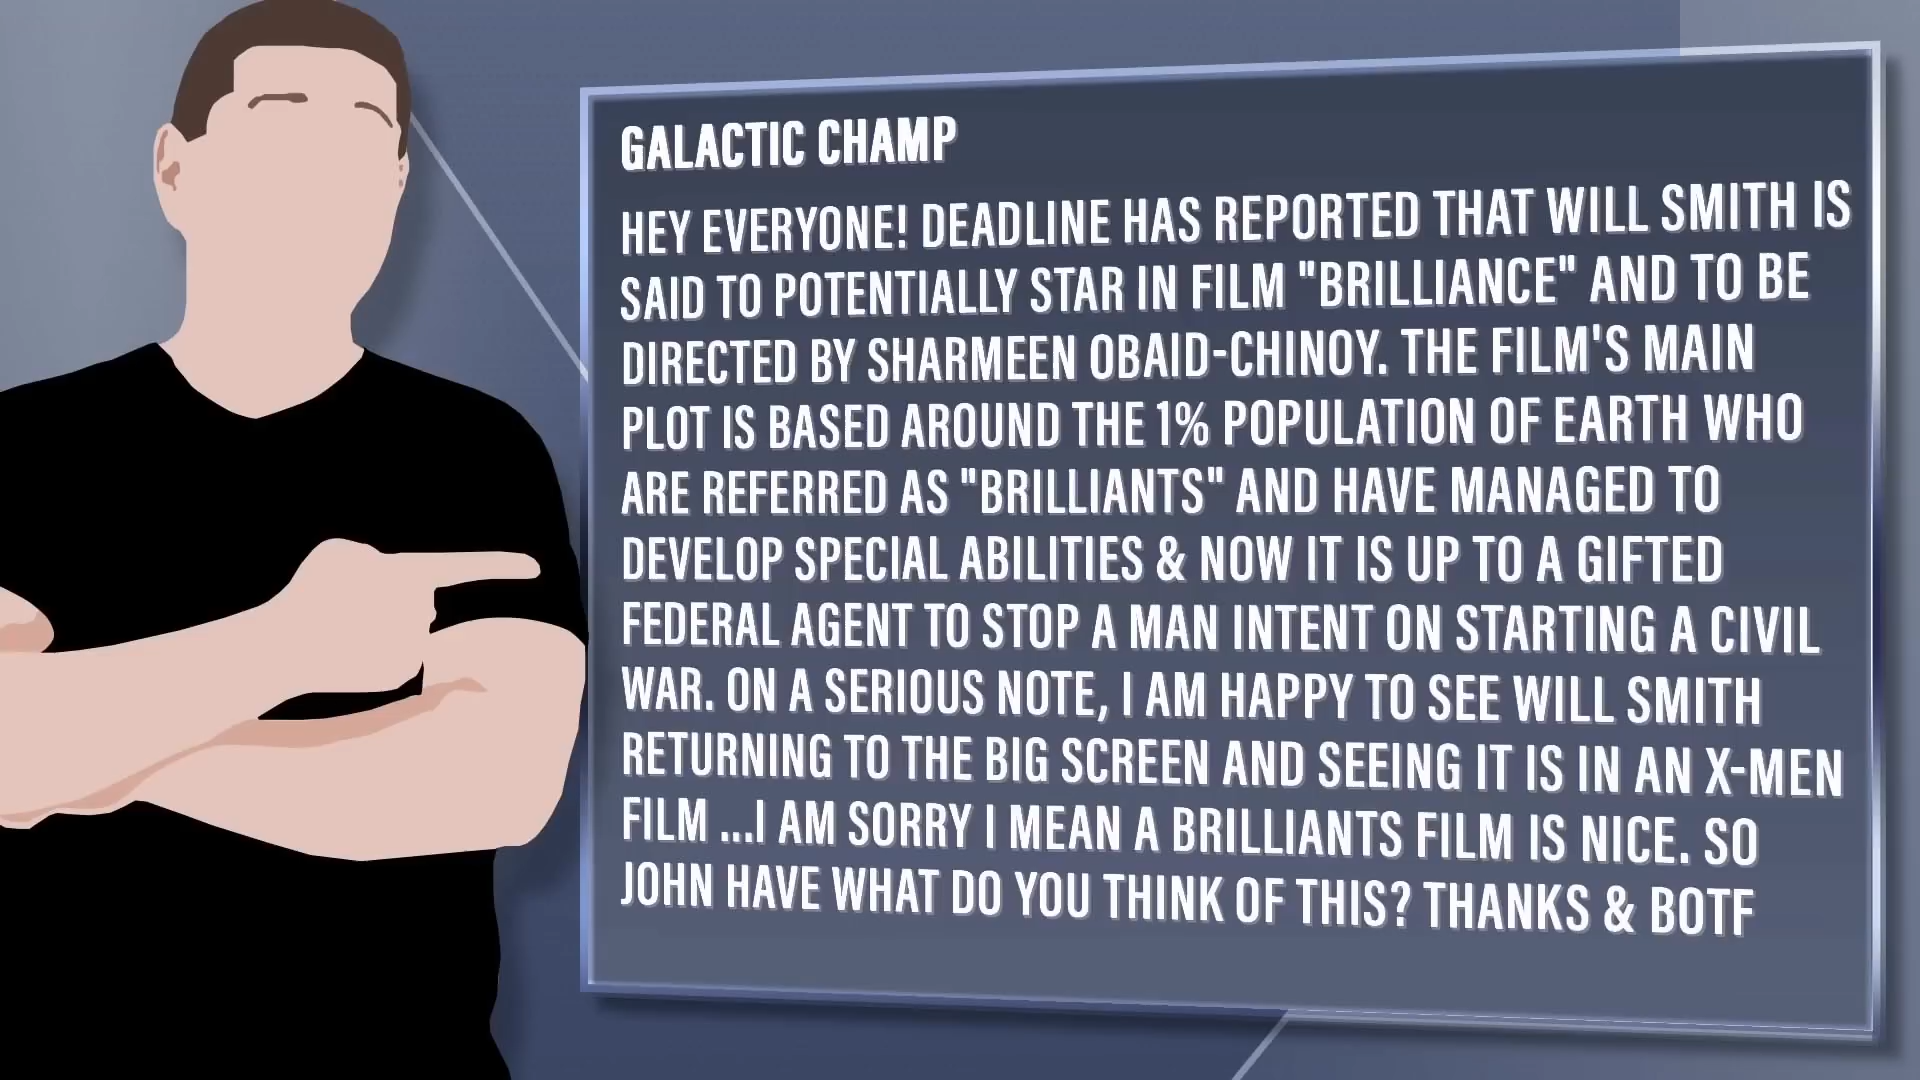 GALACTIC CHAMP
HEY EVERYONE! DEADLINE HAS REPORTED THAT WILL SMITH IS
SAID TO POTENTIALLY STAR IN FILM "BRILLIANCE" AND TO BE
DIRECTED BY SHARMEEN OBAID-CHINOY. THE FILM'S MAIN
PLOT IS BASED AROUND THE 1% POPULATION OF EARTH WHO
ARE REFERRED AS "BRILLIANTS" AND HAVE MANAGED TO
DEVELOP SPECIAL ABILITIES & NOW IT IS UP TO A GIFTED
FEDERAL AGENT TO STOP A MAN INTENT ON STARTING A CIVIL
WAR. ON A SERIOUS NOTE, I AM HAPPY TO SEE WILL SMITH
RETURNING TO THE BIG SCREEN AND SEEING IT IS IN AN X-MEN
FILM ...I AM SORRY I MEAN A BRILLIANTS FILM IS NICE. SO
JOHN HAVE WHAT DO YOU THINK OF THIS? THANKS & BOTF